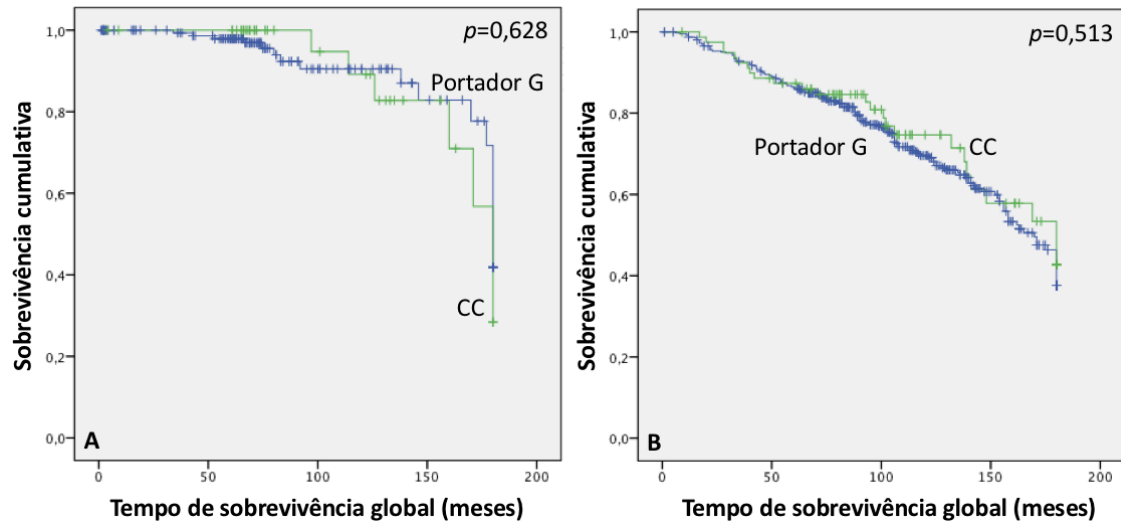 p=0,628
Portador G
CC
A
Sobrevivência cumulativa
1,0
0,8
0,6
0,4
0,2
0,0
0
50
100
150
200
Tempo de sobrevivência global (meses)
p=0,513
Portador G
CC
B
Sobrevivência cumulativa
1,0
0,8
0,6
0,4
0,2
0,0
0
50
100
150
200
Tempo de sobrevivência global (meses)